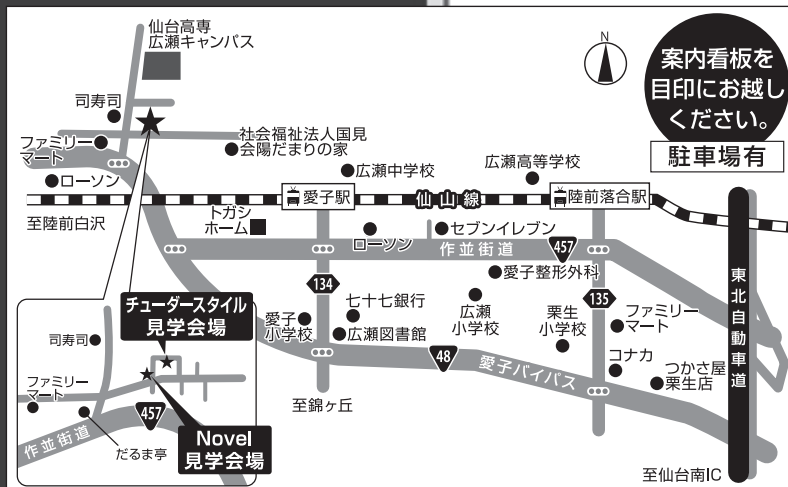 仙台高専
広瀬キャンパス
N
案内看板を
目印にお越し
ください。
駐車場有
司寿司
ファミリー
マート
社会福祉法人国見
会陽だまりの家
広瀬中学校
広瀬高等学校
ローソン
愛子駅
仙山線
陸前落合駅
至陸前白沢
トガシ
ホーム
ローソン
セブンイレブン
作並街道
457
愛子整形外科
134
135
東北自動車道
チューダースタイル
見学会場
愛子
小学校
七十七銀行
広瀬図書館
広瀬
小学校
栗生
小学校
ファミリー
マート
コナカ
つかさ屋
栗生店
48
愛子バイパス
至錦ヶ丘
至仙台南IC
司寿司
ファミリー
マート
457
作並街道
だるま亭
Novel
見学会場